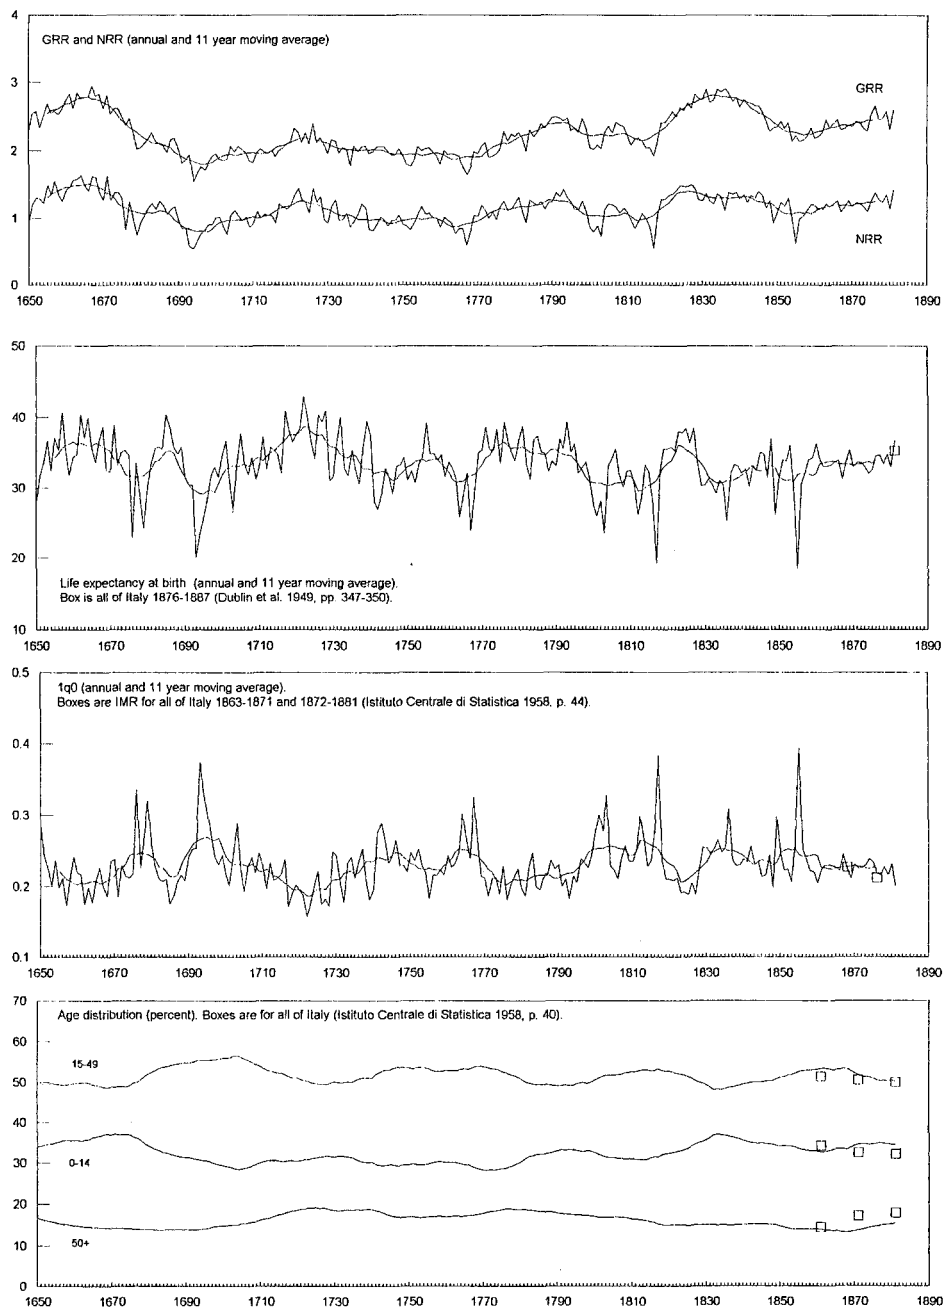 4
GRR and NRR (annual and 11 year moving average)
3
GRR
2
1
NRR
0
1650 1670 1690 1710 1730 1750 1770 1790 1810 1830 1850 1870 1890
50
40
30
20
Life expectancy at birth (annual and 11 year moving average).
Box is all of Italy 1876-1887 (Dublin et al. 1949, pp. 347-350).
10
1650 1670 1690 1710 1730 1750 1770 1790 1810 1830 1850 1870 1890
0.5
1q0 (annual and 11 year moving average).
Boxes are IMR for all of Italy 1863-1871 and 1872-1881 (Istituto Centrale di Statistica 1958, p. 44).
0.4
0.3
0.2
0.1
1650 1670 1690 1710 1730 1750 1770 1790 1810 1830 1850 1870 1890
70
Age distribution (percent). Boxes are for all of Italy (Istituto Centrale di Statistica 1958, p. 40).
60
15-49
50
40
30
0-14
20
10
50+
0
1650 1670 1690 1710 1730 1750 1770 1790 1810 1830 1850 1870 1890